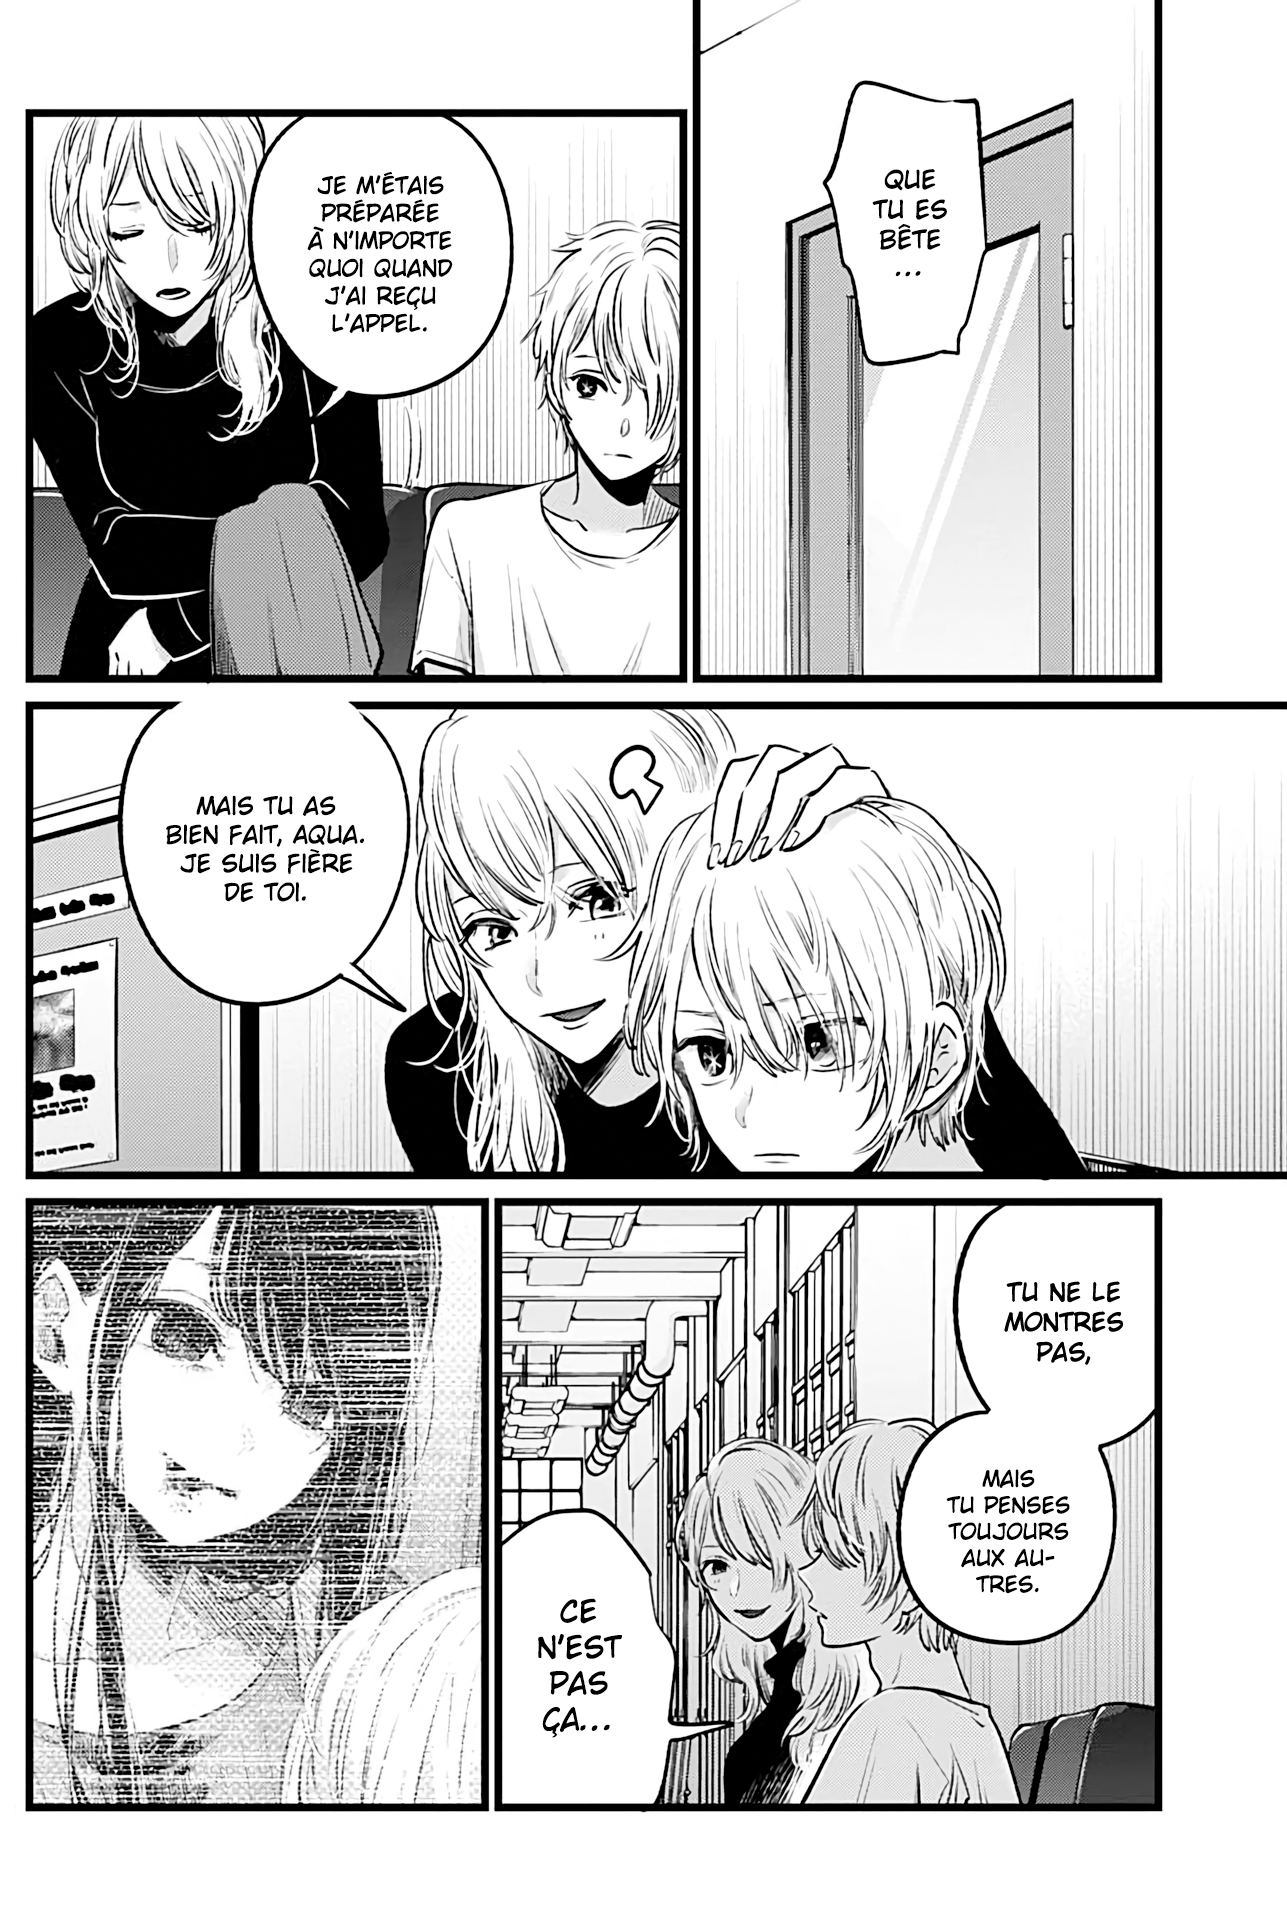 QUE
TU ES
BÊTE
...
JE M'ÉTAIS
PRÉPARÉE
À N'IMPORTE
QUOI QUAND
J'AI REÇU
L'APPEL.
MAIS TU AS
BIEN FAIT, AQUA.
JE SUIS FIÈRE
DE TOI.
TU NE LE
MONTRES
PAS,
MAIS
TU PENSES
TOUJOURS
AUX AU-
TRES.
CE
N'EST
PAS
ÇA...